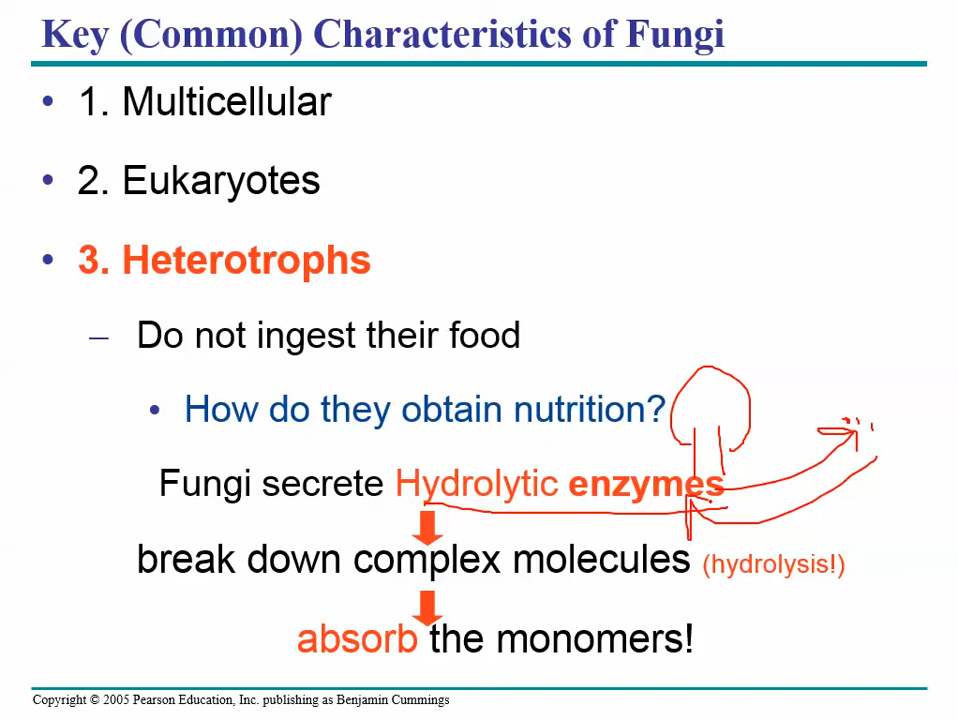 Key (Common) Characteristics of Fungi
• 1. Multicellular
• 2. Eukaryotes
• 3. Heterotrophs
– Do not ingest their food
• How do they obtain nutrition?
Fungi secrete Hydrolytic enzymes
break down complex molecules (hydrolysis!)
absorb the monomers!
Copyright © 2005 Pearson Education, Inc. publishing as Benjamin Cummings